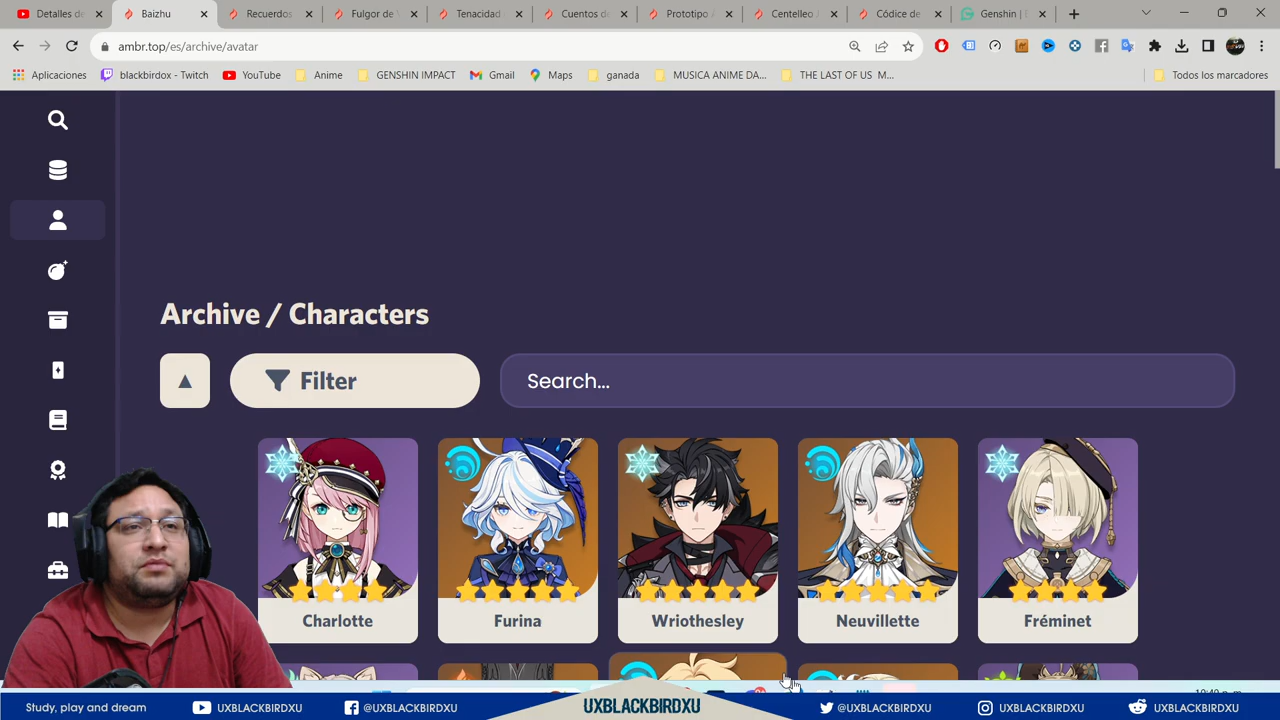 Detalles de
Baizhu
Recuerdos
Fulgor de
Tenacidad
Cuentos de
Prototipo
Centelleo
Códice de
Genshin |
ambr.top/es/archive/avatar
Aplicaciones
blackbirdox - Twitch
YouTube
Anime
GENSHIN IMPACT
Gmail
Maps
ganada
MUSICA ANIME DA...
THE LAST OF US M...
Todos los marcadores
Archive / Characters
▲
Filter
Search...
Charlotte
Furina
Wriothesley
Neuvillette
Fréminet
Study, play and dream
UXBLACKBIRDXU
@UXBLACKBIRDXU
UXBLACKBIRDXU
@UXBLACKBIRDXU
UXBLACKBIRDXU
UXBLACKBIRDXU